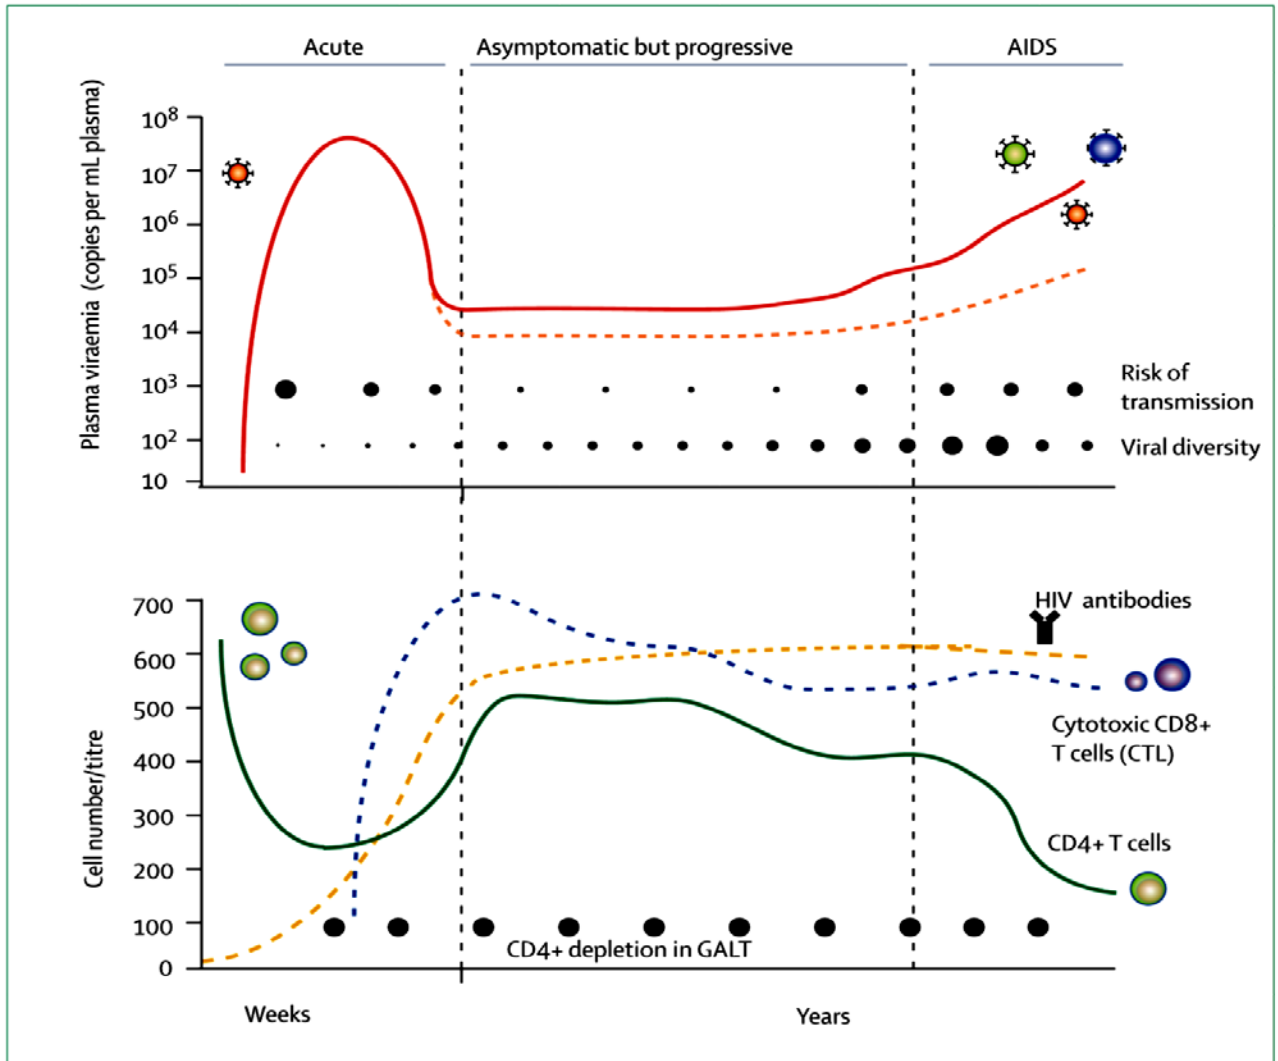 Acute
Asymptomatic but progressive
AIDS
Plasma viraemia (copies per mL plasma)
10⁸
10⁷
10⁶
10⁵
10⁴
10³
10²
10
Risk of
transmission
Viral diversity
Cell number/titre
700
600
500
400
300
200
100
0
HIV antibodies
Cytotoxic CD8+
T cells (CTL)
CD4+ T cells
CD4+ depletion in GALT
Weeks
Years